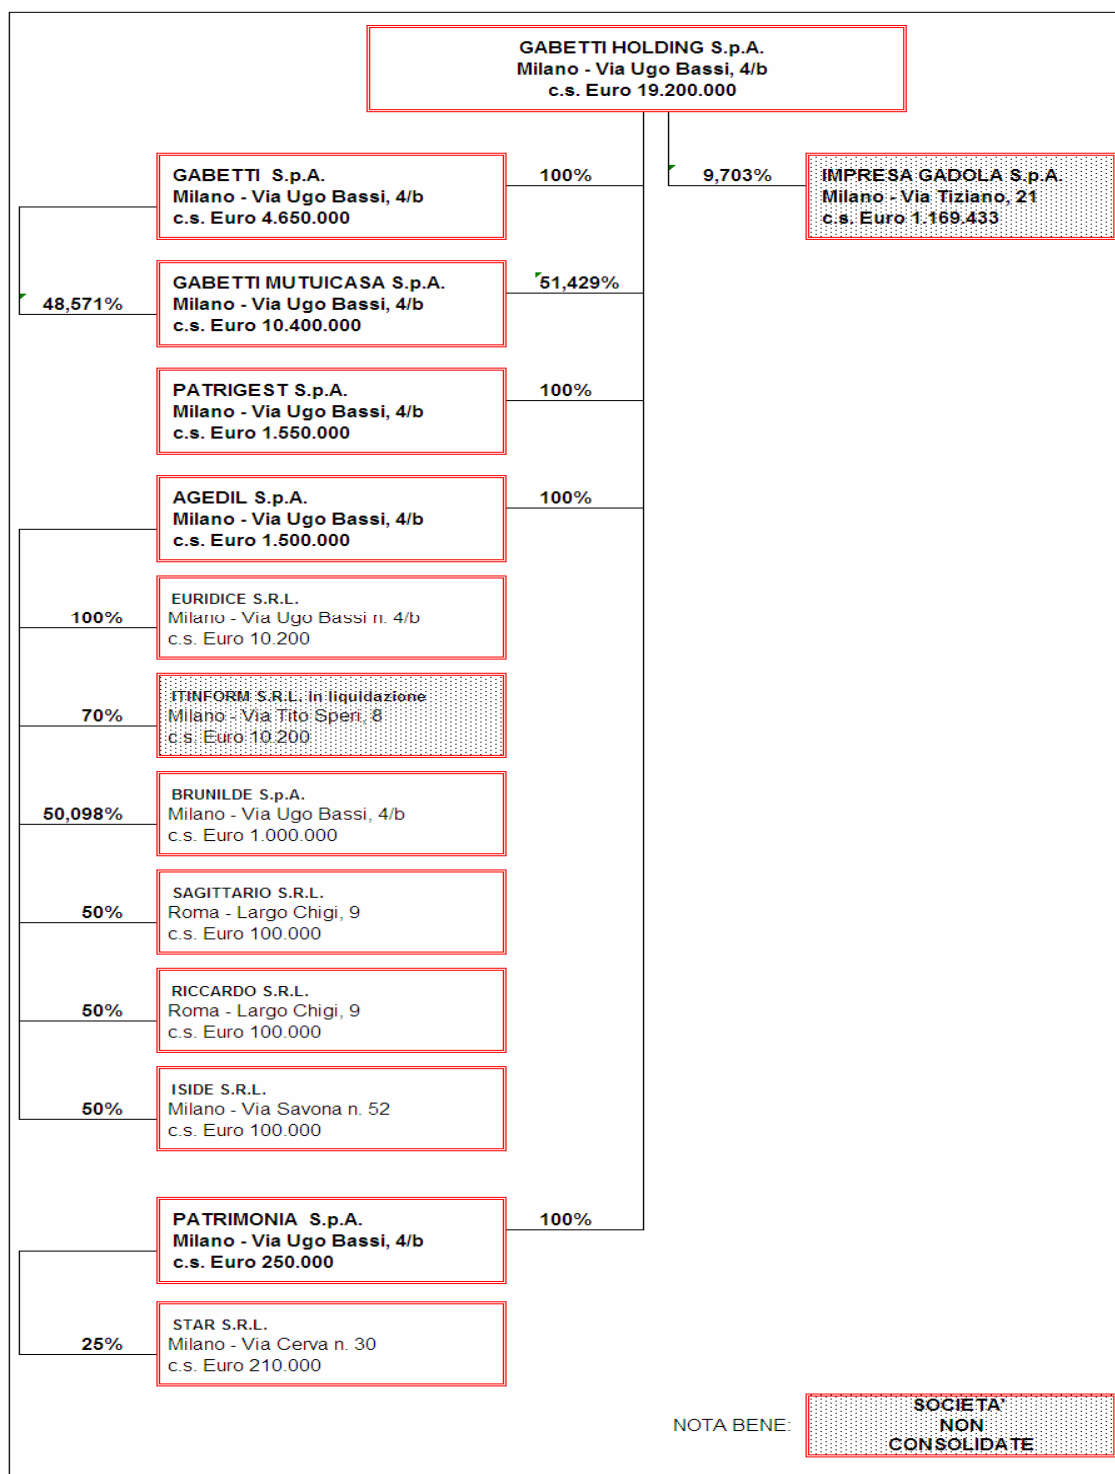 GABETTI HOLDING S.p.A.
Milano - Via Ugo Bassi, 4/b
c.s. Euro 19.200.000
GABETTI S.p.A.
Milano - Via Ugo Bassi, 4/b
c.s. Euro 4.650.000
100%
9,703%
IMPRESA GADOLA S.p.A.
Milano - Via Tiziano, 21
c.s. Euro 1.169.433
48,571%
GABETTI MUTUICASA S.p.A.
Milano - Via Ugo Bassi, 4/b
c.s. Euro 10.400.000
51,429%
PATRIGEST S.p.A.
Milano - Via Ugo Bassi, 4/b
c.s. Euro 1.550.000
100%
AGEDIL S.p.A.
Milano - Via Ugo Bassi, 4/b
c.s. Euro 1.500.000
100%
100%
EURIDICE S.R.L.
Milano - Via Ugo Bassi n. 4/b
c.s. Euro 10.200
70%
ITINFORM S.R.L. in liquidazione
Milano - Via Tito Speri, 8
c.s. Euro 10.200
50,098%
BRUNILDE S.p.A.
Milano - Via Ugo Bassi, 4/b
c.s. Euro 1.000.000
50%
SAGITTARIO S.R.L.
Roma - Largo Chigi, 9
c.s. Euro 100.000
50%
RICCARDO S.R.L.
Roma - Largo Chigi, 9
c.s. Euro 100.000
50%
ISIDE S.R.L.
Milano - Via Savona n. 52
c.s. Euro 100.000
PATRIMONIA S.p.A.
Milano - Via Ugo Bassi, 4/b
c.s. Euro 250.000
100%
25%
STAR S.R.L.
Milano - Via Cerva n. 30
c.s. Euro 210.000
NOTA BENE:
SOCIETA'
NON
CONSOLIDATE